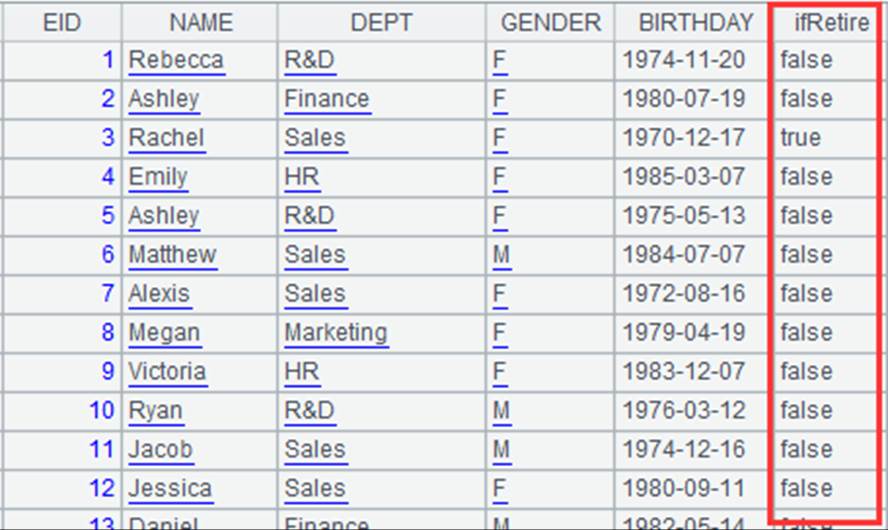 EID NAME DEPT GENDER BIRTHDAY ifRetire
1 Rebecca R&D F 1974-11-20 false
2 Ashley Finance F 1980-07-19 false
3 Rachel Sales F 1970-12-17 true
4 Emily HR F 1985-03-07 false
5 Ashley R&D F 1975-05-13 false
6 Matthew Sales M 1984-07-07 false
7 Alexis Sales F 1972-08-16 false
8 Megan Marketing F 1979-04-19 false
9 Victoria HR F 1983-12-07 false
10 Ryan R&D M 1976-03-12 false
11 Jacob Sales M 1974-12-16 false
12 Jessica Sales F 1980-09-11 false
13 Daniel Finance M 1982-05-14 false